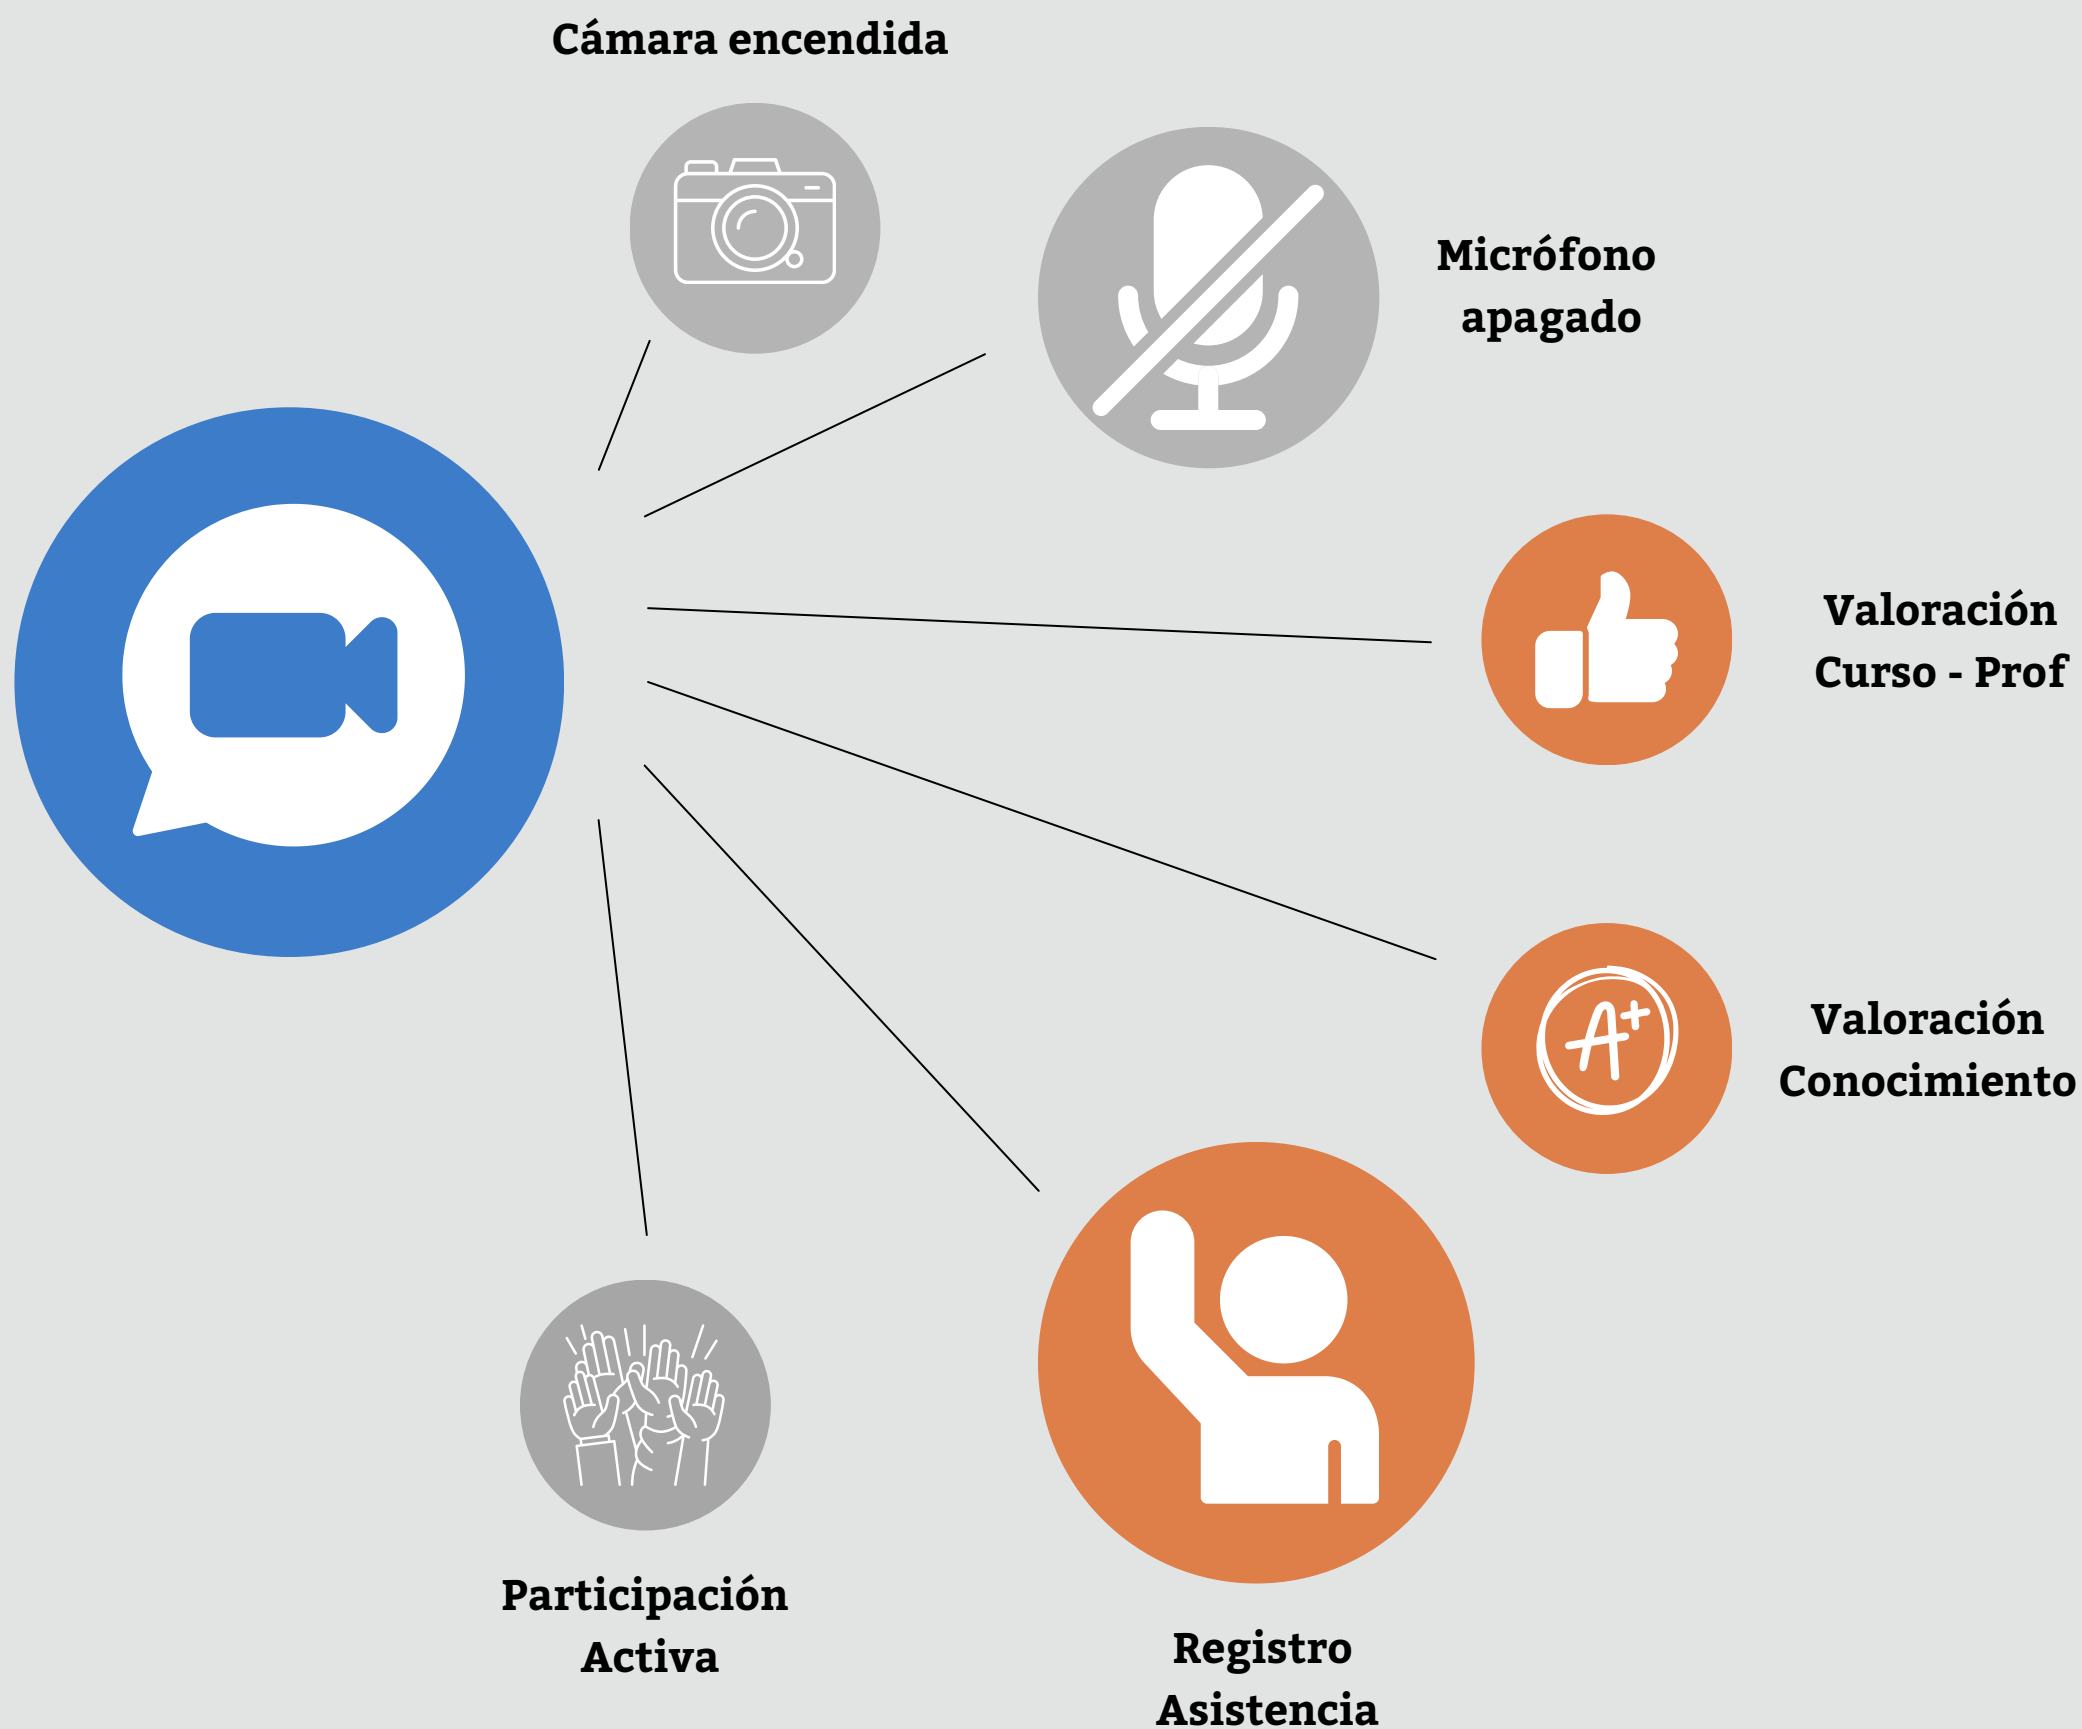 Cámara encendida
Micrófono
apagado
Valoración
Curso - Prof
A+
Valoración
Conocimiento
Participación
Activa
Registro
Asistencia